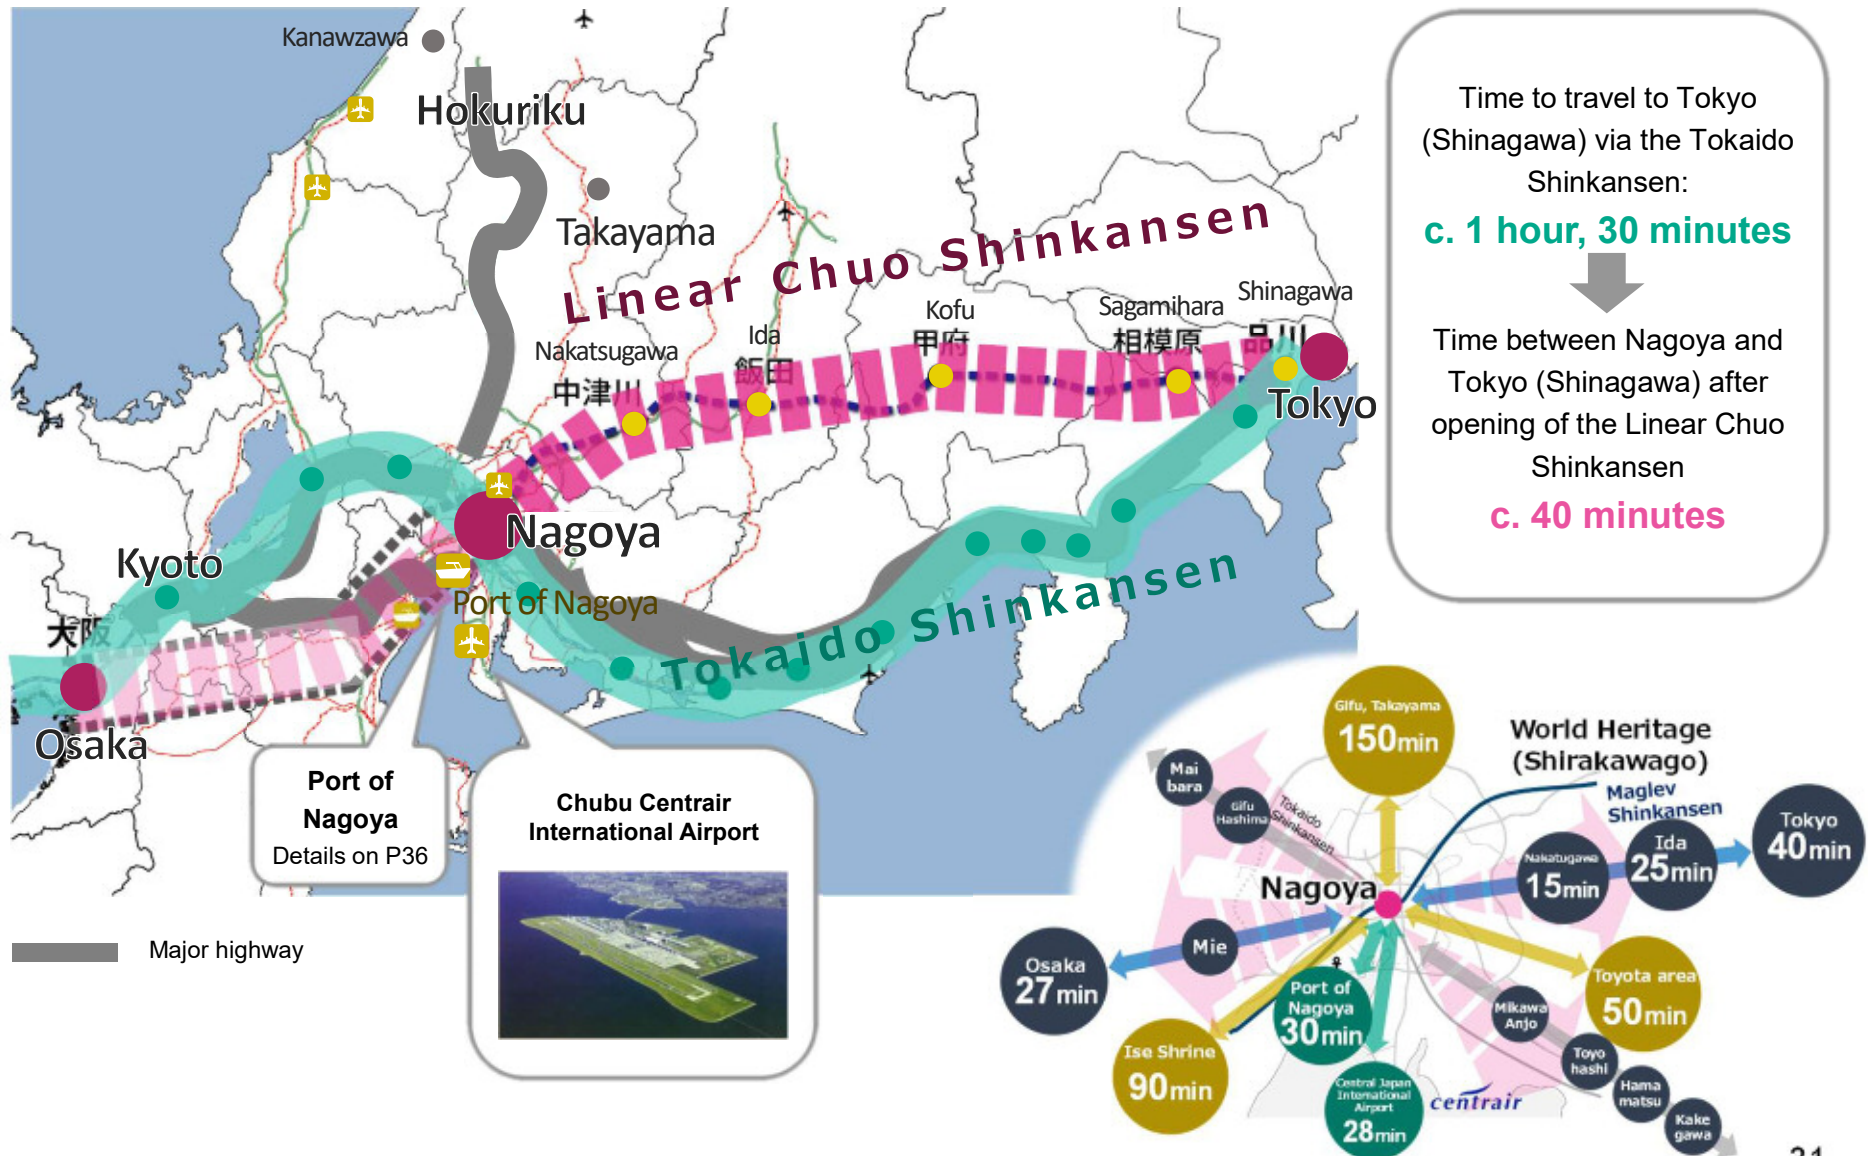 Kanawzawa
Hokuriku
Takayama
Linear Chuo Shinkansen
Nakatsugawa
中津川
Ida
飯田
Kofu
甲府
Sagamihara
相模原
Shinagawa
品川
Tokyo
Nagoya
Kyoto
Port of Nagoya
大阪
Osaka
Tokaido Shinkansen
Time to travel to Tokyo
(Shinagawa) via the Tokaido
Shinkansen:
c. 1 hour, 30 minutes
Time between Nagoya and
Tokyo (Shinagawa) after
opening of the Linear Chuo
Shinkansen
c. 40 minutes
Port of
Nagoya
Details on P36
Chubu Centrair
International Airport
Major highway
Gifu, Takayama
150min
World Heritage
(Shirakawago)
Maglev
Shinkansen
Mai
bara
Gifu
Hashima
Tokaido
Shinkansen
Nagoya
Nakatugawa
15min
Ida
25min
Tokyo
40min
Mie
Osaka
27min
Toyota area
50min
Port of
Nagoya
30min
Mikawa
Anjo
Ise Shrine
90min
Toyo
hashi
Central Japan
International
Airport
28min
centrair
Hama
matsu
Kake
gawa